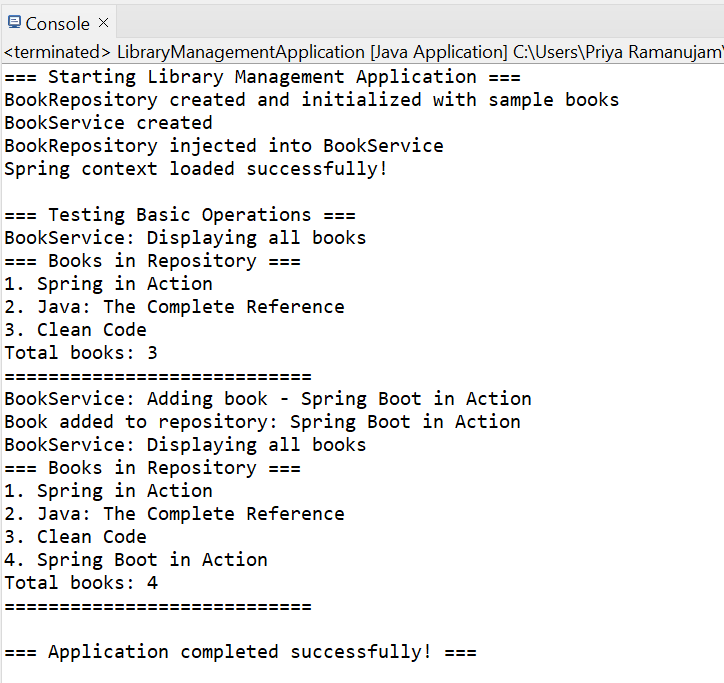 Console
<terminated> LibraryManagementApplication [Java Application] C:\Users\Priya Ramanujam\
=== Starting Library Management Application ===
BookRepository created and initialized with sample books
BookService created
BookRepository injected into BookService
Spring context loaded successfully!
=== Testing Basic Operations ===
BookService: Displaying all books
=== Books in Repository ===
1. Spring in Action
2. Java: The Complete Reference
3. Clean Code
Total books: 3
============================
BookService: Adding book - Spring Boot in Action
Book added to repository: Spring Boot in Action
BookService: Displaying all books
=== Books in Repository ===
1. Spring in Action
2. Java: The Complete Reference
3. Clean Code
4. Spring Boot in Action
Total books: 4
============================
=== Application completed successfully! ===